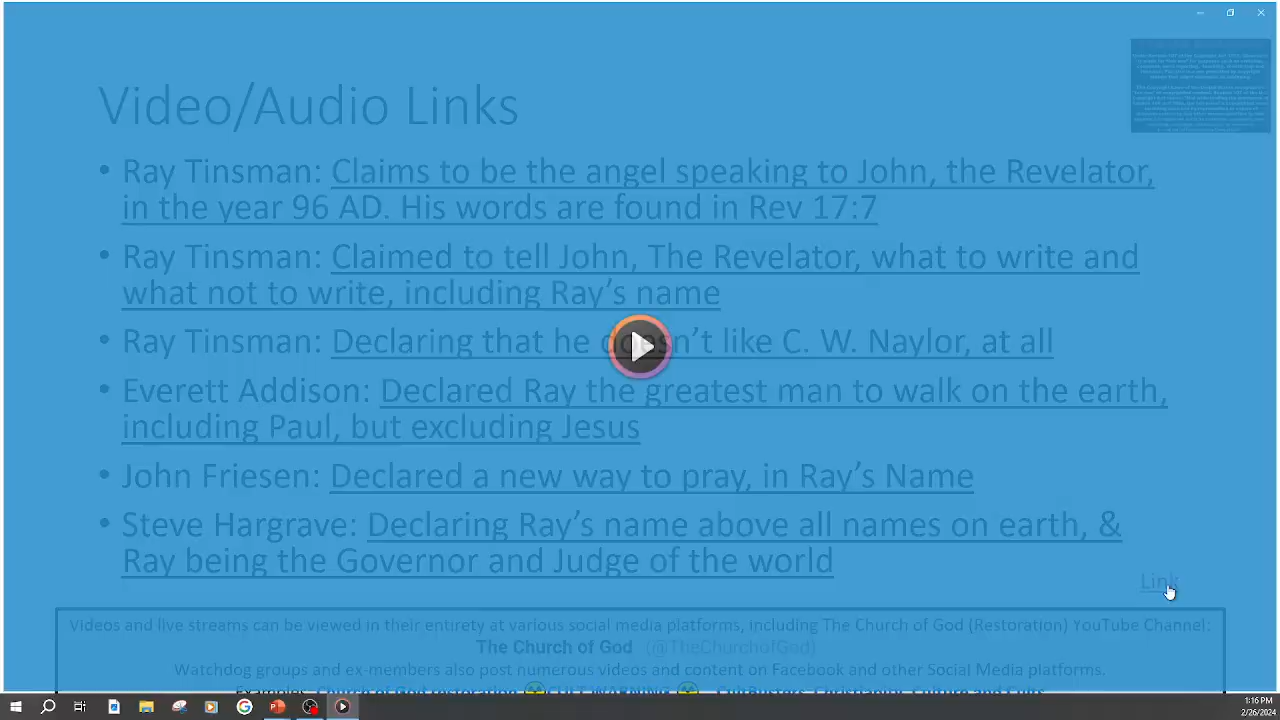 Video/Audio Link
• Ray Tinsman: Claims to be the angel speaking to John, the Revelator,
in the year 96 AD. His words are found in Rev 17:7
• Ray Tinsman: Claimed to tell John, The Revelator, what to write and
what not to write, including Ray’s name
• Ray Tinsman: Declaring that he doesn’t like C. W. Naylor, at all
• Everett Addison: Declared Ray the greatest man to walk on the earth,
including Paul, but excluding Jesus
• John Friesen: Declared a new way to pray, in Ray’s Name
• Steve Hargrave: Declaring Ray’s name above all names on earth, &
Ray being the Governor and Judge of the world
Link
Videos and live streams can be viewed in their entirety at various social media platforms, including The Church of God (Restoration) YouTube Channel:
The Church of God (@TheChurchofGod)
Watchdog groups and ex-members also post numerous videos and content on Facebook and other Social Media platforms.
1:16 PM
2/26/2024